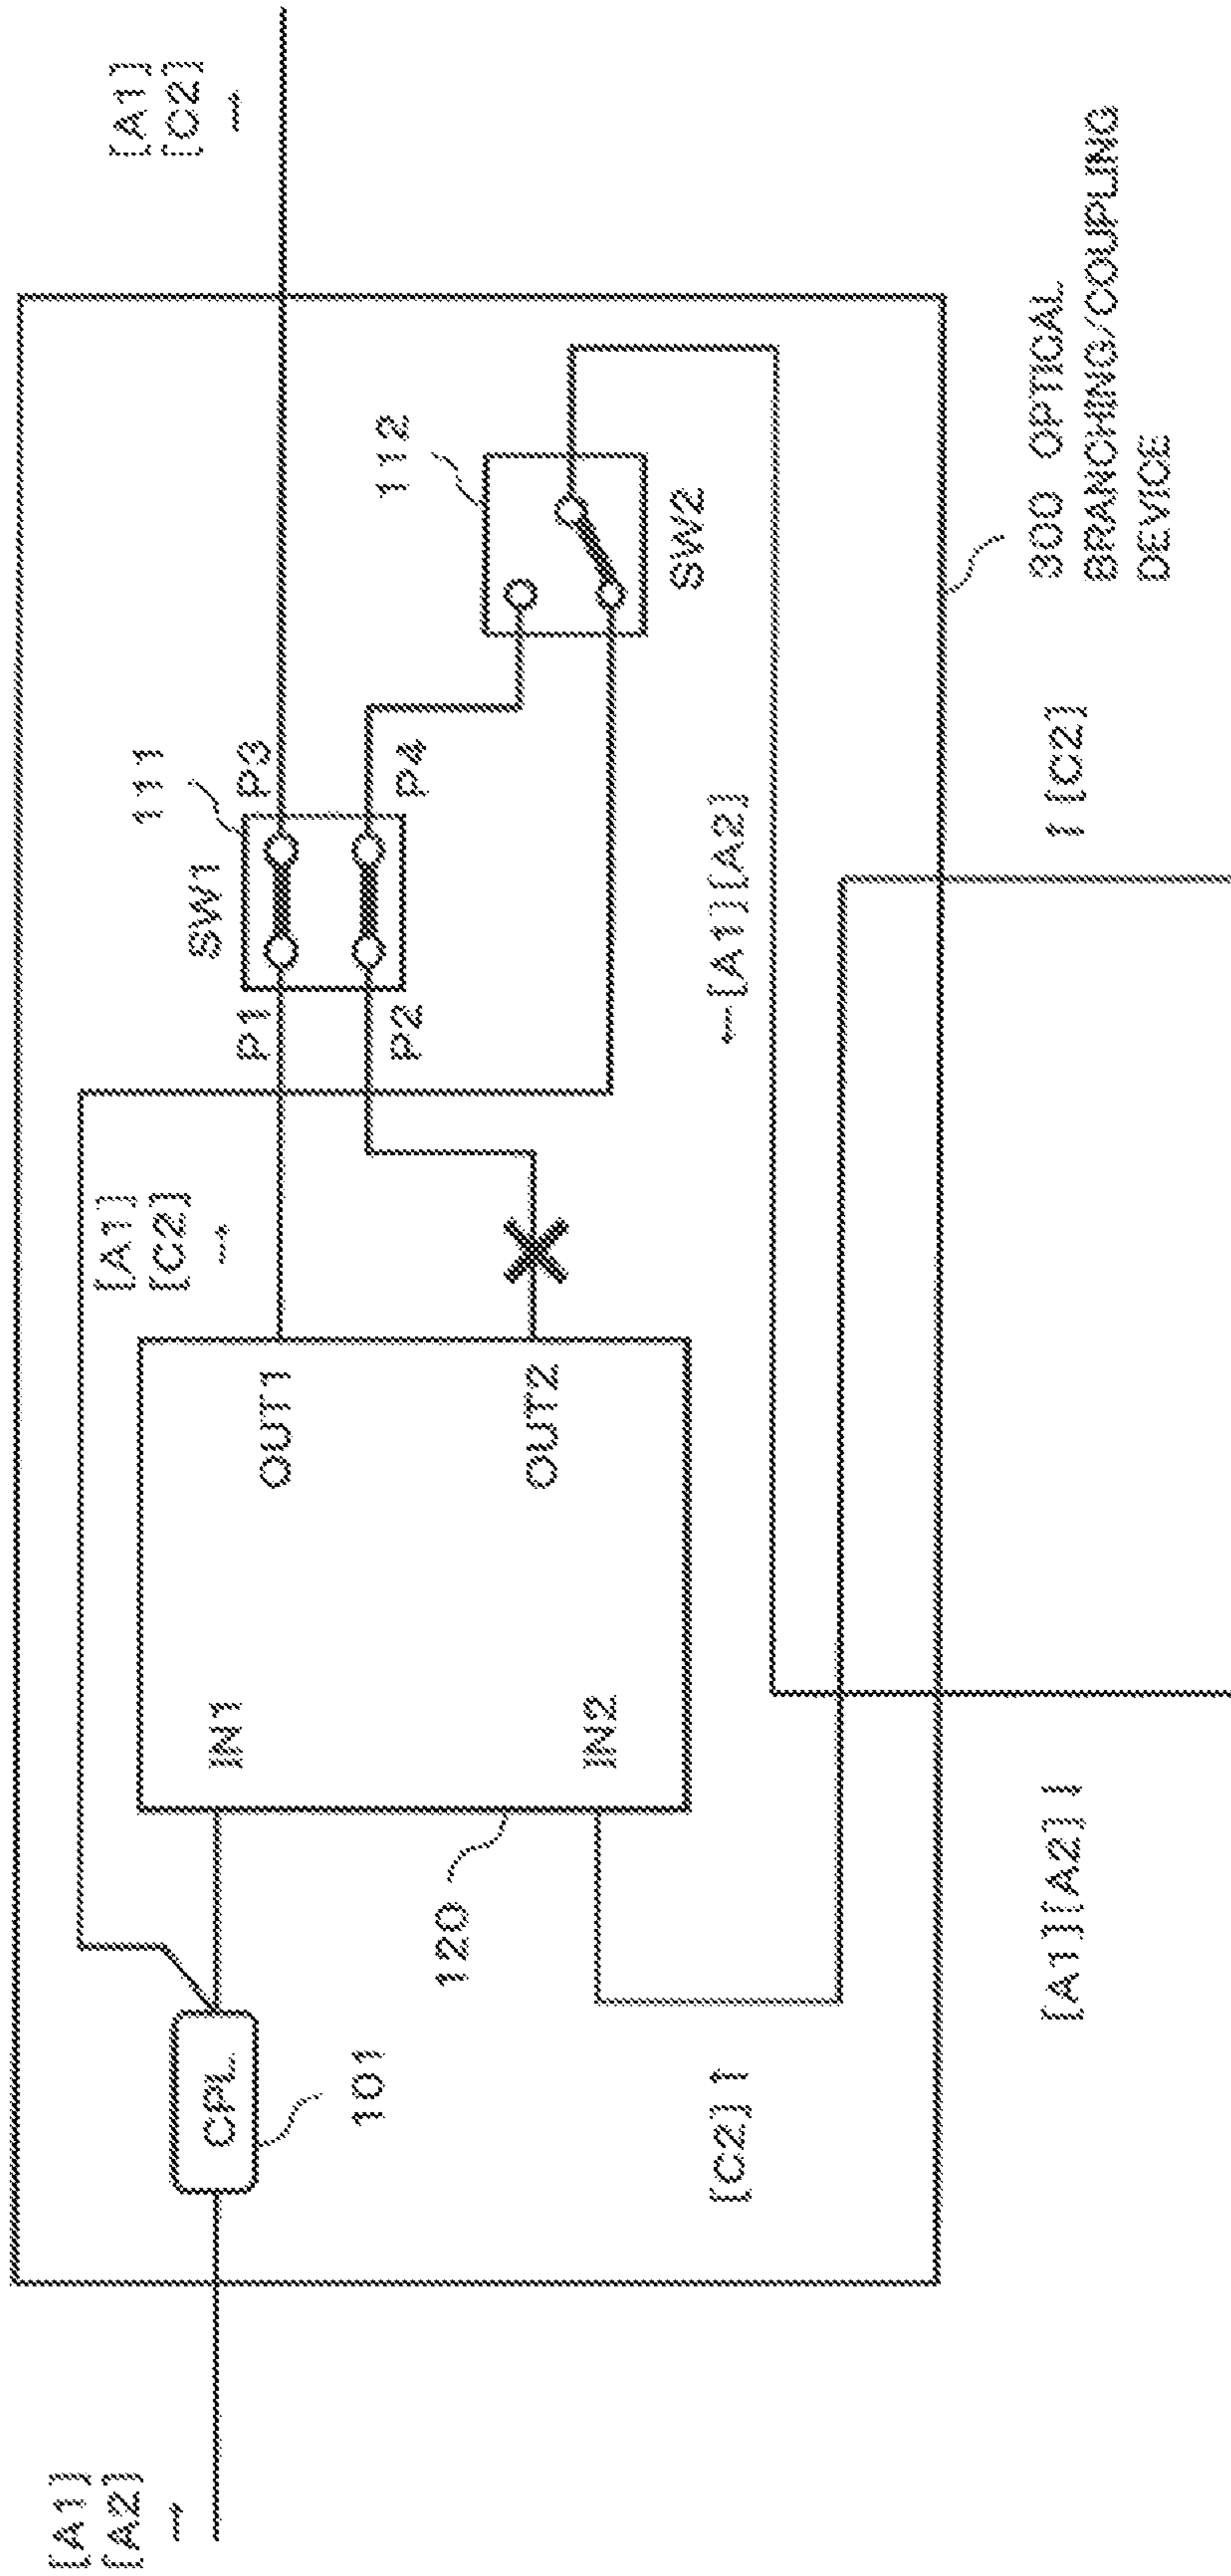 [A1]
[A2]
→
CPL
101
IN1
IN2
120
OUT1
OUT2
[A1]
[C2]
→
SW1
111
P1
P2
P3
P4
112
SW2
[A1]
[C2]
→
←[A1][A2]
[C2]↑
[A1][A2]↓
↑[C2]
300 OPTICAL
BRANCHING/COUPLING
DEVICE